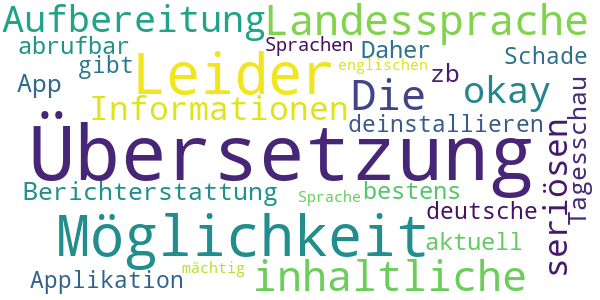 Aufbereitung Landessprache
abrufbar Sprachen Daher Schade
gibt Leider englischen zb
App Informationen Die okay
deinstallieren
Übersetzung seriösen Tagesschau
Berichterstattung Sprache bestens
deutsche
Möglichkeit aktuell
Applikation mächtig inhaltliche